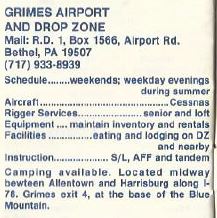 GRIMES AIRPORT
AND DROP ZONE
Mail: R.D. 1, Box 1566, Airport Rd.
Bethel, PA 19507
(717) 933-8939
Schedule........weekends; weekday evenings
during summer
Aircraft................................Cessnas
Rigger Services..................senior and loft
Equipment .... maintain inventory and rentals
Facilities ............eating and lodging on DZ
and nearby
Instruction..................... S/L, AFF and tandem
Camping available. Located midway
bewteen Allentown and Harrisburg along I-
78. Grimes exit 4, at the base of the Blue
Mountain.